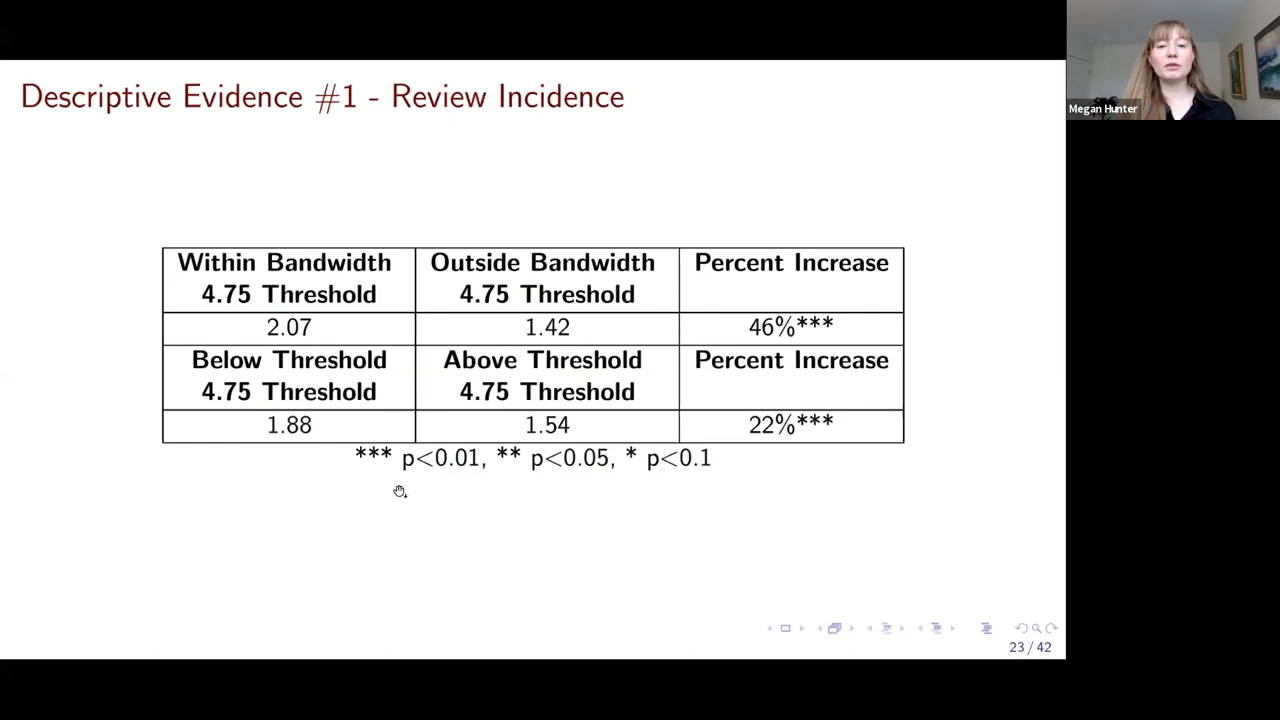 Descriptive Evidence #1 - Review Incidence
Megan Hunter
Within Bandwidth Outside Bandwidth Percent Increase
4.75 Threshold 4.75 Threshold
2.07 1.42 46%***
Below Threshold Above Threshold Percent Increase
4.75 Threshold 4.75 Threshold
1.88 1.54 22%***
*** p<0.01, ** p<0.05, * p<0.1
23 / 42